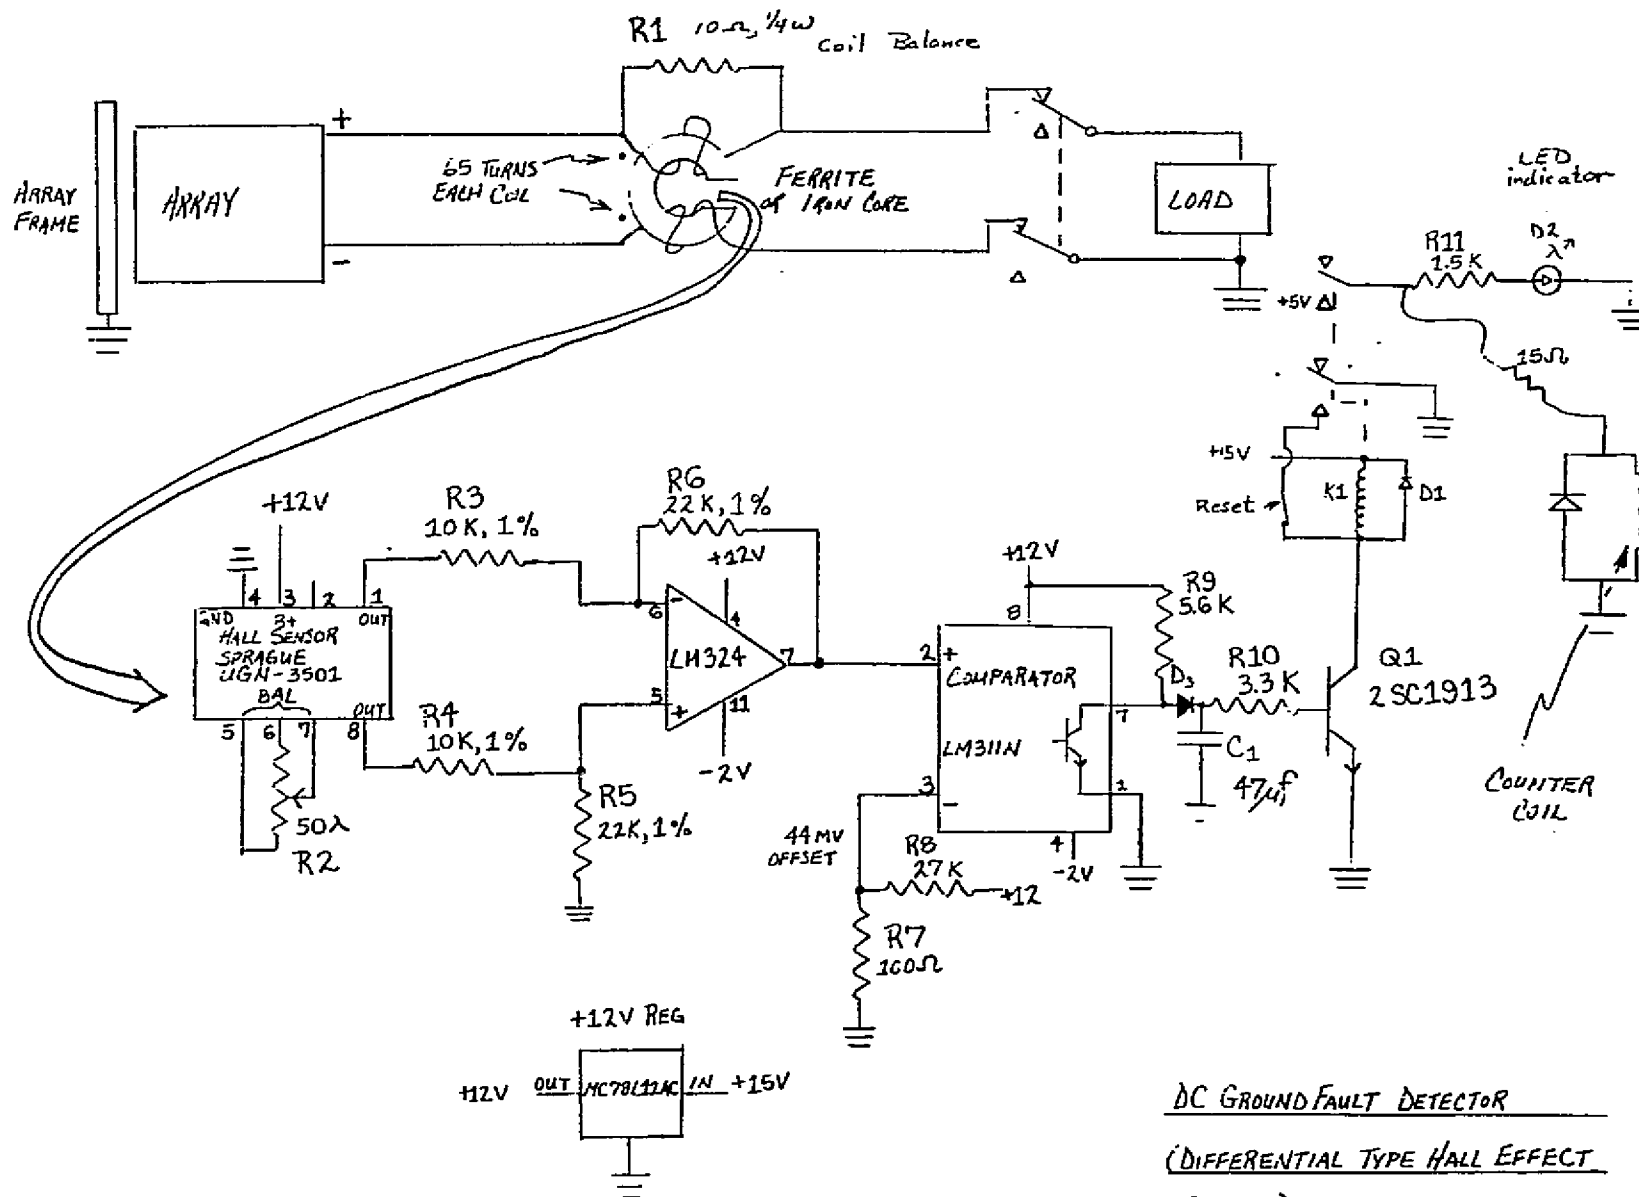 R1 10Ω, 1/4W
Coil Balance
+
65 TURNS
EACH COIL
ARRAY
FRAME
ARRAY
FERRITE
or IRON CORE
LOAD
-
LED
indicator
D2
λ
R11
1.5K
+5V
15Ω
+5V
Reset
K1
D1
+12V
R3
10K, 1%
R6
22K, 1%
+12V
4
3
2
1
GND
3+
OUT
HALL SENSOR
SPRAGUE
UGN-3501
BAL
OUT
5
6
7
8
50λ
R2
R4
10K, 1%
6
-
4
LM324
7
5
+
11
-2V
R5
22K, 1%
+12V
8
R9
5.6K
2
+
COMPARATOR
7
LM311N
3
-
1
4
-2V
D3
R10
3.3 K
C1
47μf
Q1
2SC1913
COUNTER
COIL
44MV
OFFSET
R8
27K
+12
R7
100Ω
+12V REG
+12V
OUT
MC78L12AC
IN
+15V
DC GROUND FAULT DETECTOR
(DIFFERENTIAL TYPE HALL EFFECT